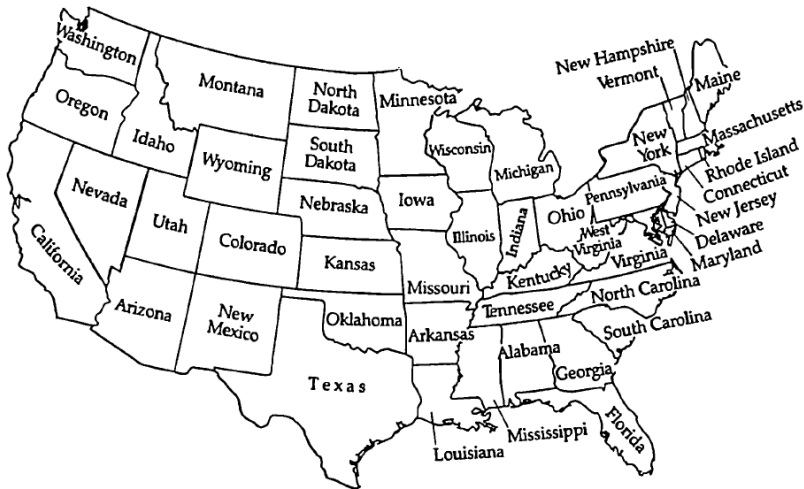 Washington
Oregon
California
Nevada
Idaho
Montana
Wyoming
Utah
Arizona
Colorado
New
Mexico
North
Dakota
South
Dakota
Nebraska
Kansas
Oklahoma
Texas
Minnesota
Iowa
Missouri
Arkansas
Louisiana
Wisconsin
Illinois
Michigan
Indiana
Ohio
Kentucky
Tennessee
Mississippi
Alabama
Georgia
Florida
South Carolina
North Carolina
Virginia
West
Virginia
Pennsylvania
New
York
New Hampshire
Vermont
Maine
Massachusetts
Rhode Island
Connecticut
New Jersey
Delaware
Maryland